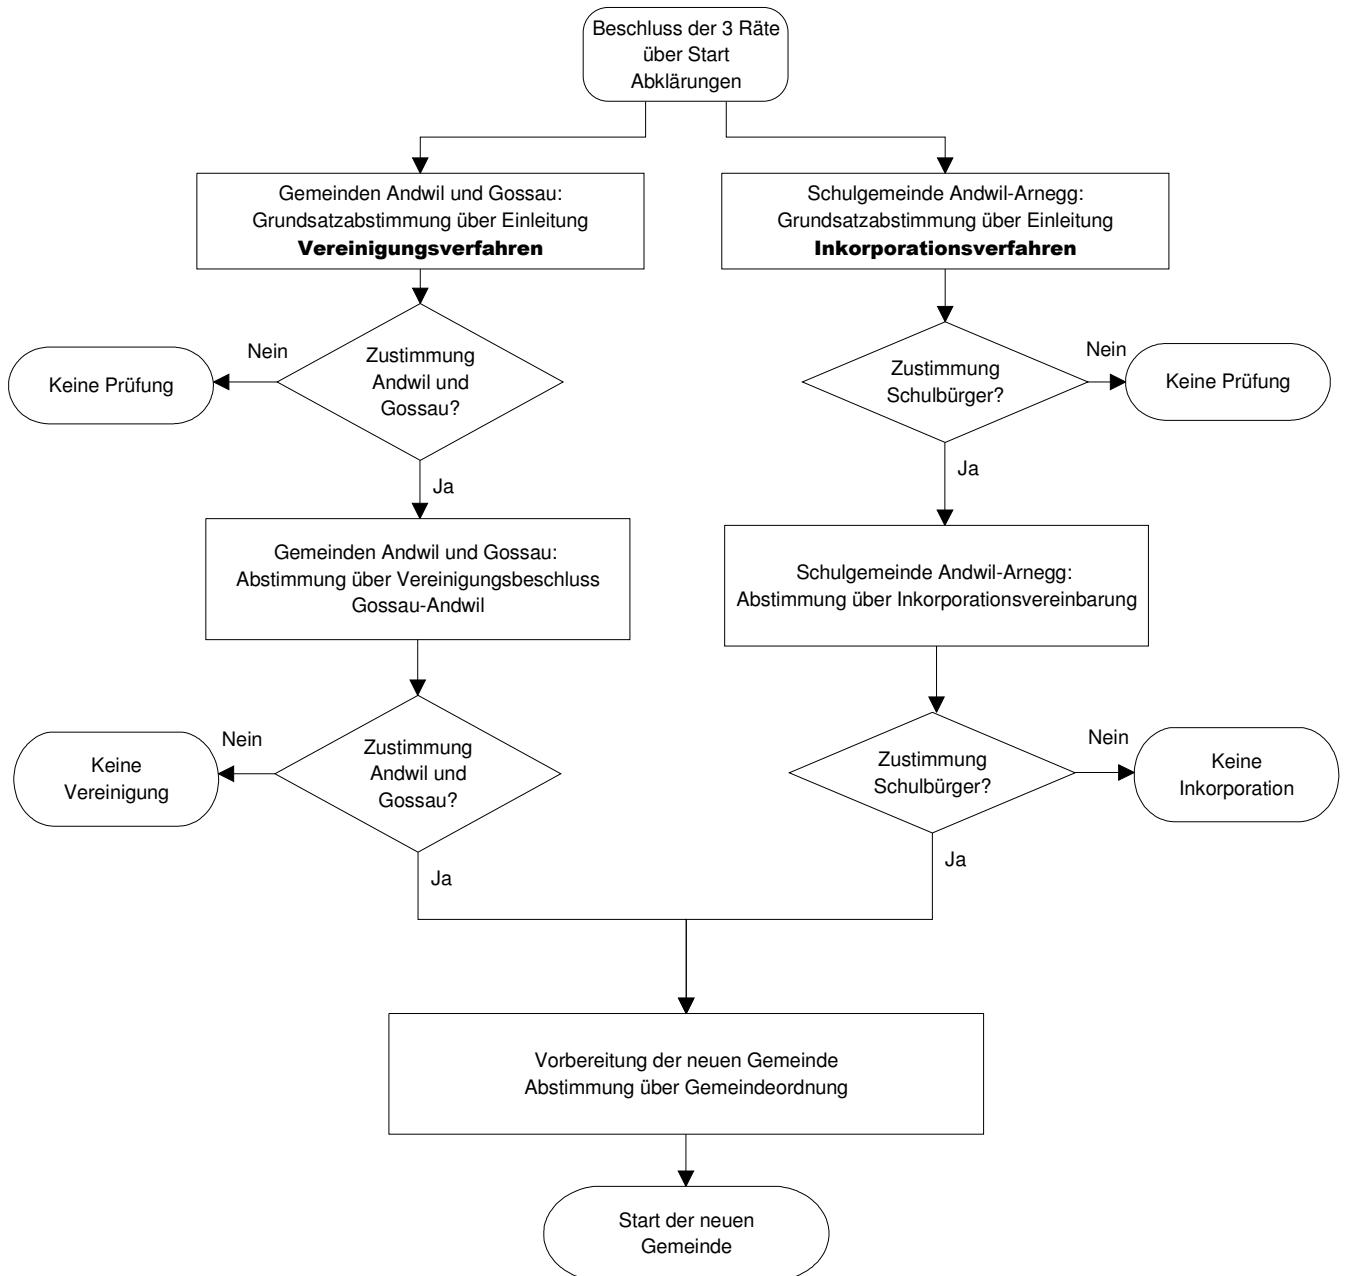 Beschluss der 3 Räte
über Start
Abklärungen
Gemeinden Andwil und Gossau:
Grundsatzabstimmung über Einleitung
Vereinigungsverfahren
Schulgemeinde Andwil-Arnegg:
Grundsatzabstimmung über Einleitung
Inkorporationsverfahren
Nein
Zustimmung
Andwil und
Gossau?
Keine Prüfung
Ja
Zustimmung
Schulbürger?
Nein
Keine Prüfung
Ja
Gemeinden Andwil und Gossau:
Abstimmung über Vereinigungsbeschluss
Gossau-Andwil
Schulgemeinde Andwil-Arnegg:
Abstimmung über Inkorporationsvereinbarung
Nein
Zustimmung
Andwil und
Gossau?
Keine
Vereinigung
Ja
Zustimmung
Schulbürger?
Nein
Keine
Inkorporation
Ja
Vorbereitung der neuen Gemeinde
Abstimmung über Gemeindeordnung
Start der neuen
Gemeinde